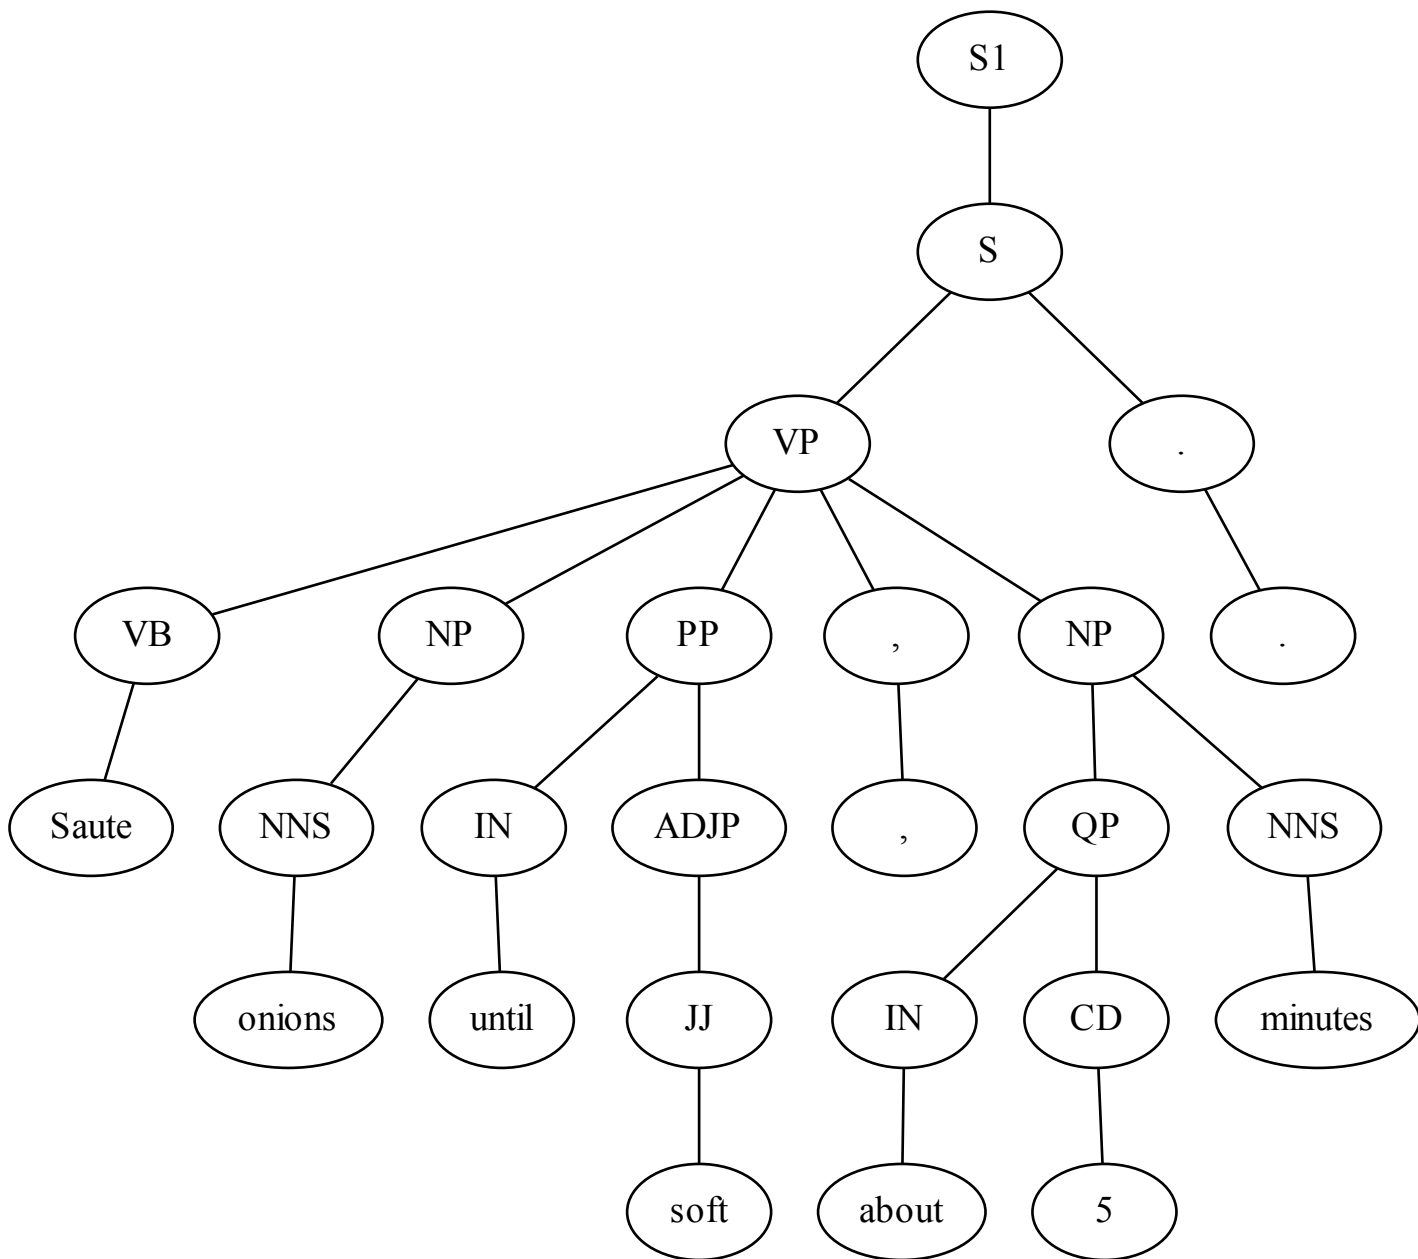 S1
S
VP .
VB NP PP , NP .
Saute NNS IN ADJP , QP NNS
onions until JJ IN CD minutes
soft about 5